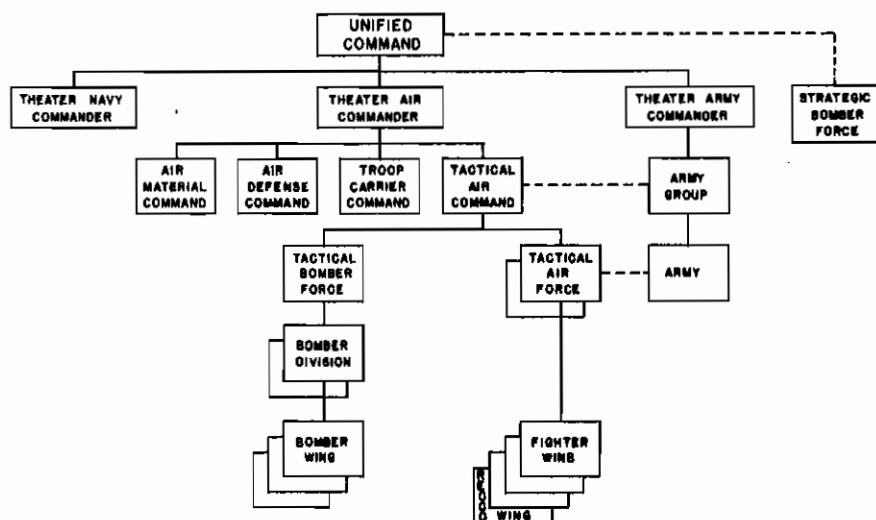 UNIFIED
COMMAND
THEATER NAVY
COMMANDER
THEATER AIR
COMMANDER
THEATER ARMY
COMMANDER
STRATEGIC
BOMBER
FORCE
AIR
MATERIAL
COMMAND
AIR
DEFENSE
COMMAND
TROOP
CARRIER
COMMAND
TACTICAL
AIR
COMMAND
ARMY
GROUP
TACTICAL
BOMBER
FORCE
TACTICAL
AIR
FORCE
ARMY
BOMBER
DIVISION
BOMBER
WING
FIGHTER
WING
WING